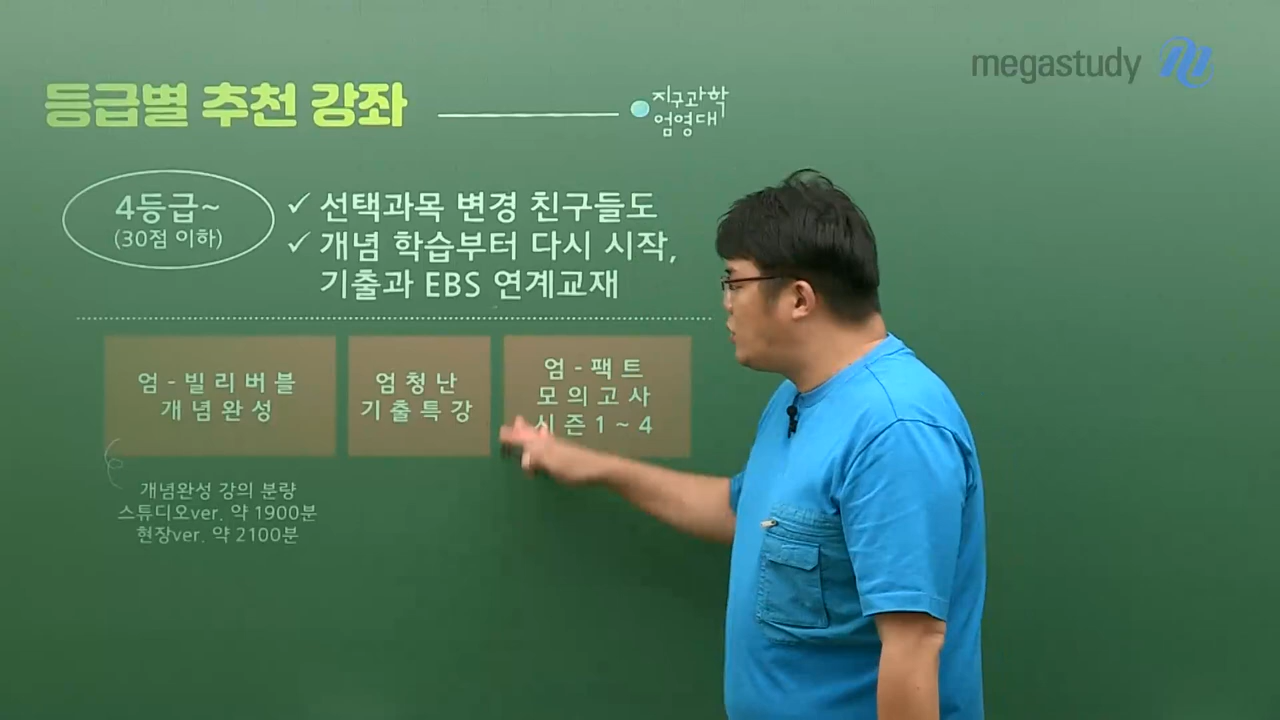 megastudy
등급별 추천 강좌
지구과학
엄영대
4등급~
(30점 이하)
✓ 선택과목 변경 친구들도
✓ 개념 학습부터 다시 시작,
기출과 EBS 연계교재
엄-빌리버블
개념완성
엄청난
기출특강
엄-팩트
모의고사
시즌1~4
개념완성 강의 분량
스튜디오ver. 약 1900분
현장ver. 약 2100분